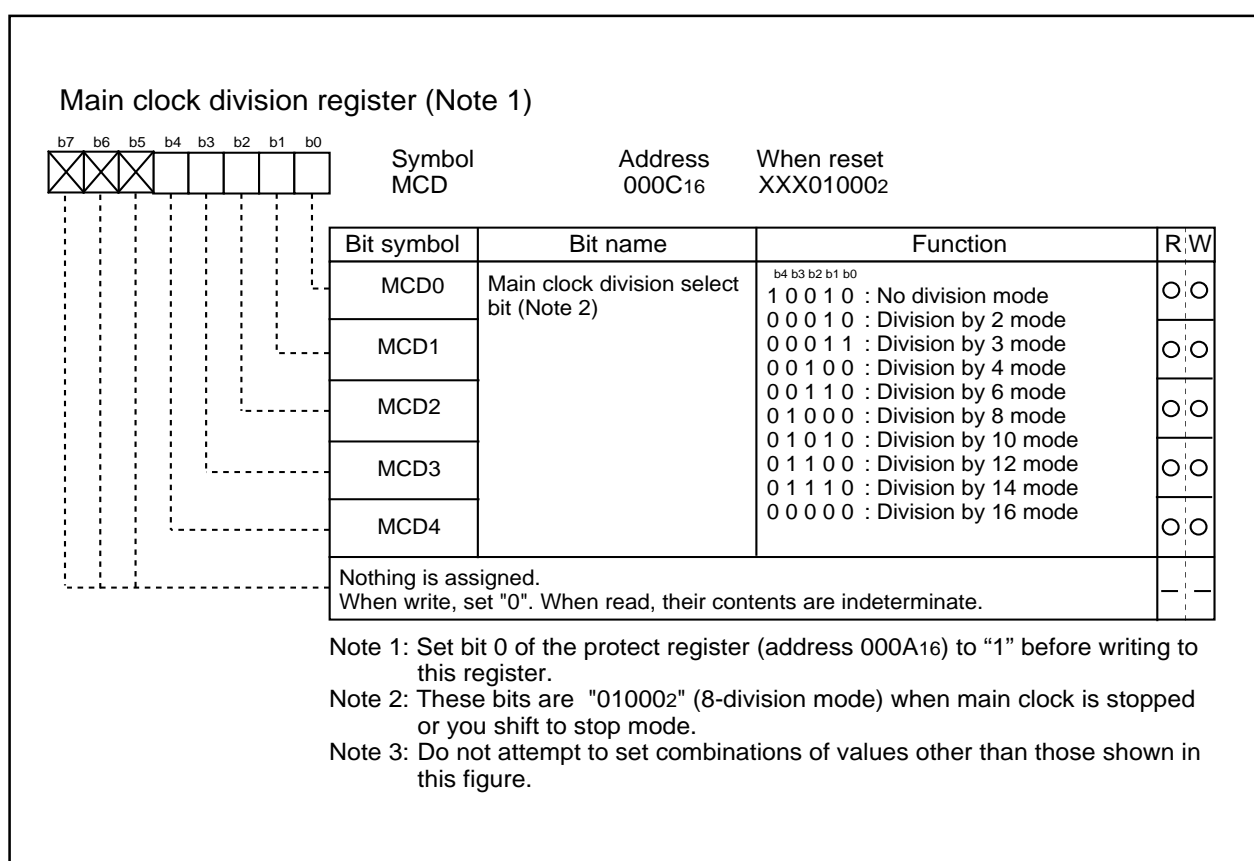 Main clock division register (Note 1)
b7 b6 b5 b4 b3 b2 b1 b0
Symbol Address When reset
MCD 000C16 XXX010002
Bit symbol Bit name Function R W
MCD0 Main clock division select
bit (Note 2)
b4 b3 b2 b1 b0
1 0 0 1 0 : No division mode
0 0 0 1 0 : Division by 2 mode
MCD1 0 0 0 1 1 : Division by 3 mode
0 0 1 0 0 : Division by 4 mode
0 0 1 1 0 : Division by 6 mode
MCD2 0 1 0 0 0 : Division by 8 mode
0 1 0 1 0 : Division by 10 mode
MCD3 0 1 1 0 0 : Division by 12 mode
0 1 1 1 0 : Division by 14 mode
0 0 0 0 0 : Division by 16 mode
MCD4
Nothing is assigned.
When write, set "0". When read, their contents are indeterminate. – –
Note 1: Set bit 0 of the protect register (address 000A16) to “1” before writing to
this register.
Note 2: These bits are "010002" (8-division mode) when main clock is stopped
or you shift to stop mode.
Note 3: Do not attempt to set combinations of values other than those shown in
this figure.